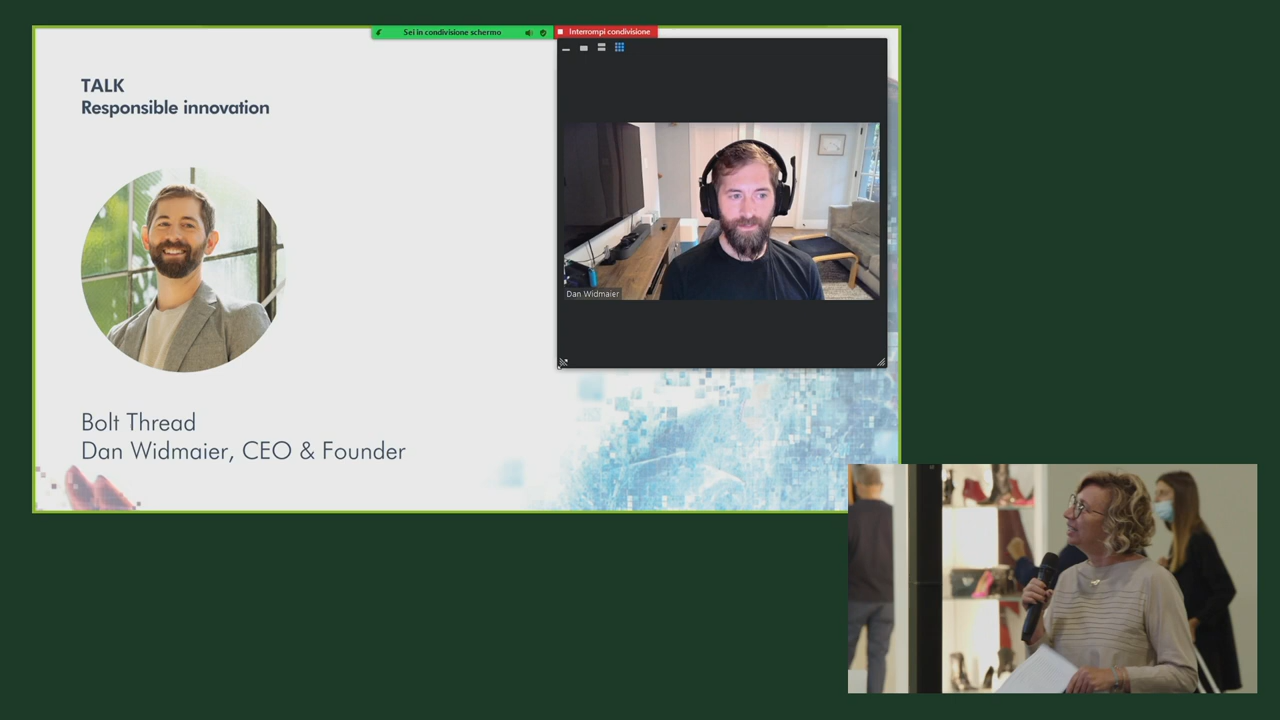 Sei in condivisione schermo
Interrompi condivisione
TALK
Responsible innovation
Dan Widmaier
Bolt Thread
Dan Widmaier, CEO & Founder